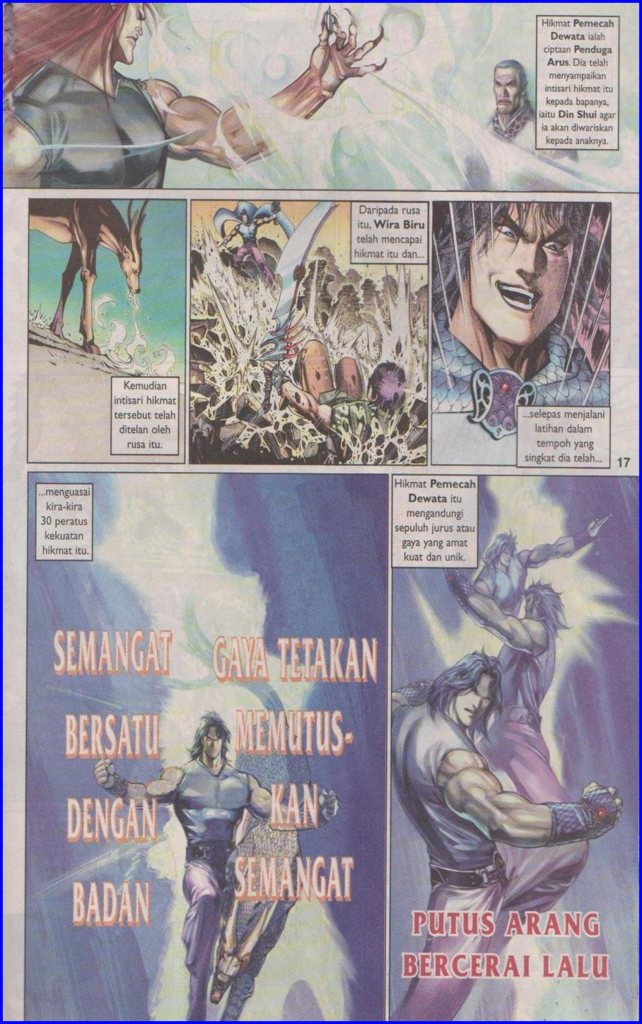 Hikmat Pemecah
Dewata ialah
ciptaan Penduga
Arus. Dia telah
menyampaikan
intisari hikmat itu
kepada bapanya,
iaitu Din Shui agar
ia akan diwariskan
kepada anaknya.
Kemudian
intisari hikmat
tersebut telah
ditelan oleh
rusa itu.
Daripada rusa
itu, Wira Biru
telah mencapai
hikmat itu dan...
...selepas menjalani
latihan dalam
tempoh yang
singkat dia telah...
17
...menguasai
kira-kira
30 peratus
kekuatan
hikmat itu.
SEMANGAT
BERSATU
DENGAN
BADAN
GAYA TETAKAN
MEMUTUS-
KAN
SEMANGAT
Hikmat Pemecah
Dewata itu
mengandungi
sepuluh jurus atau
gaya yang amat
kuat dan unik.
PUTUS ARANG
BERCERAI LALU